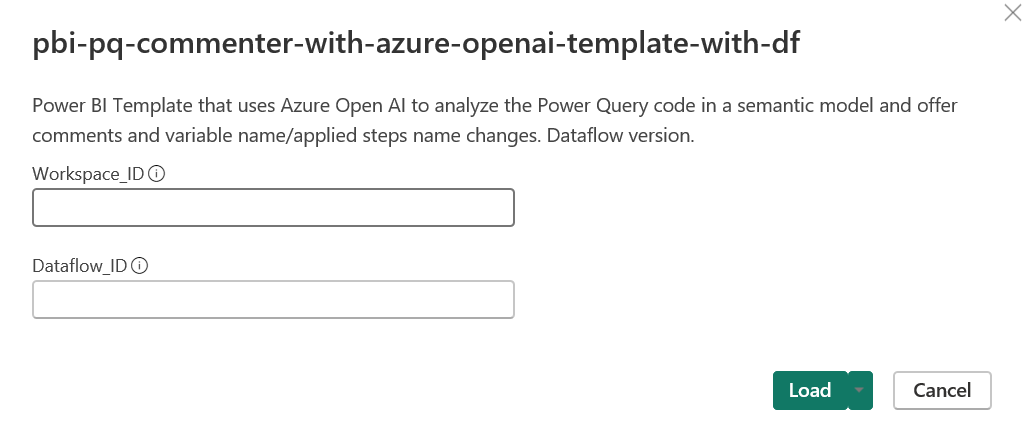 pbi-pq-commenter-with-azure-openai-template-with-df
Power BI Template that uses Azure Open AI to analyze the Power Query code in a semantic model and offer
comments and variable name/applied steps name changes. Dataflow version.
Workspace_ID
Dataflow_ID
Load
Cancel